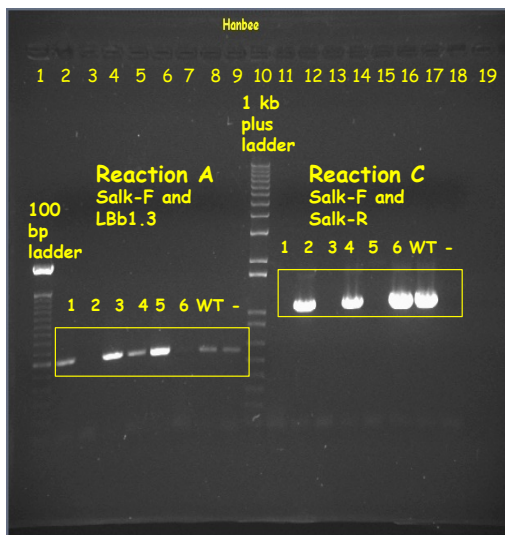 Hanbee
1 2 3 4 5 6 7 8 9 10 11 12 13 14 15 16 17 18 19
1 kb
plus
ladder
Reaction A
Salk-F and
LBb1.3
Reaction C
Salk-F and
Salk-R
100
bp
ladder
1 2 3 4 5 6 WT -
1 2 3 4 5 6 WT -